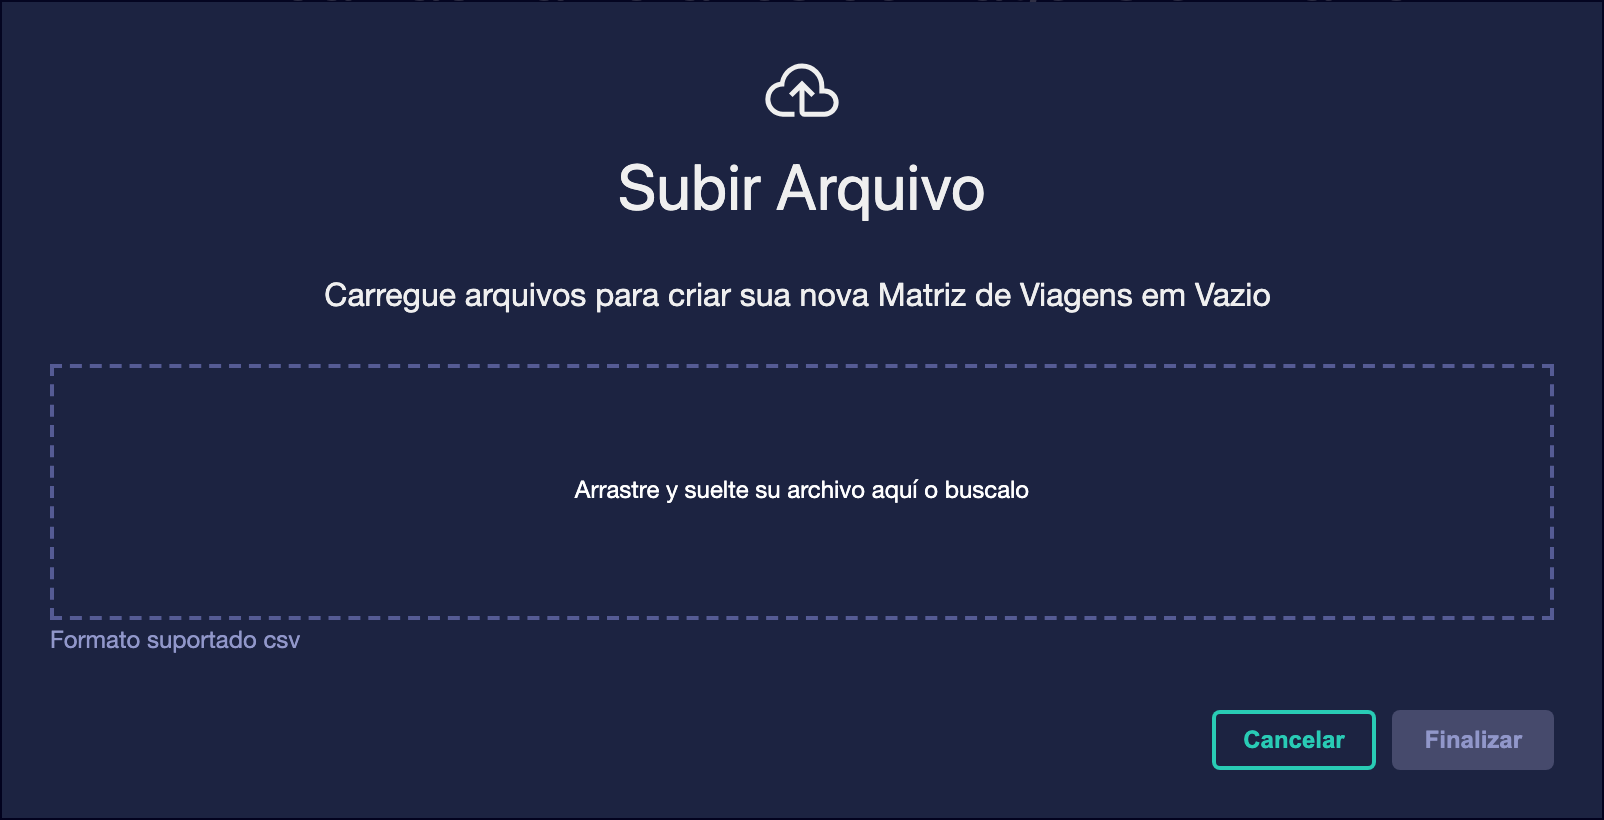 Subir Arquivo
Carregue arquivos para criar sua nova Matriz de Viagens em Vazio
Arrastre y suelte su archivo aquí o buscalo
Formato suportado csv
Cancelar
Finalizar